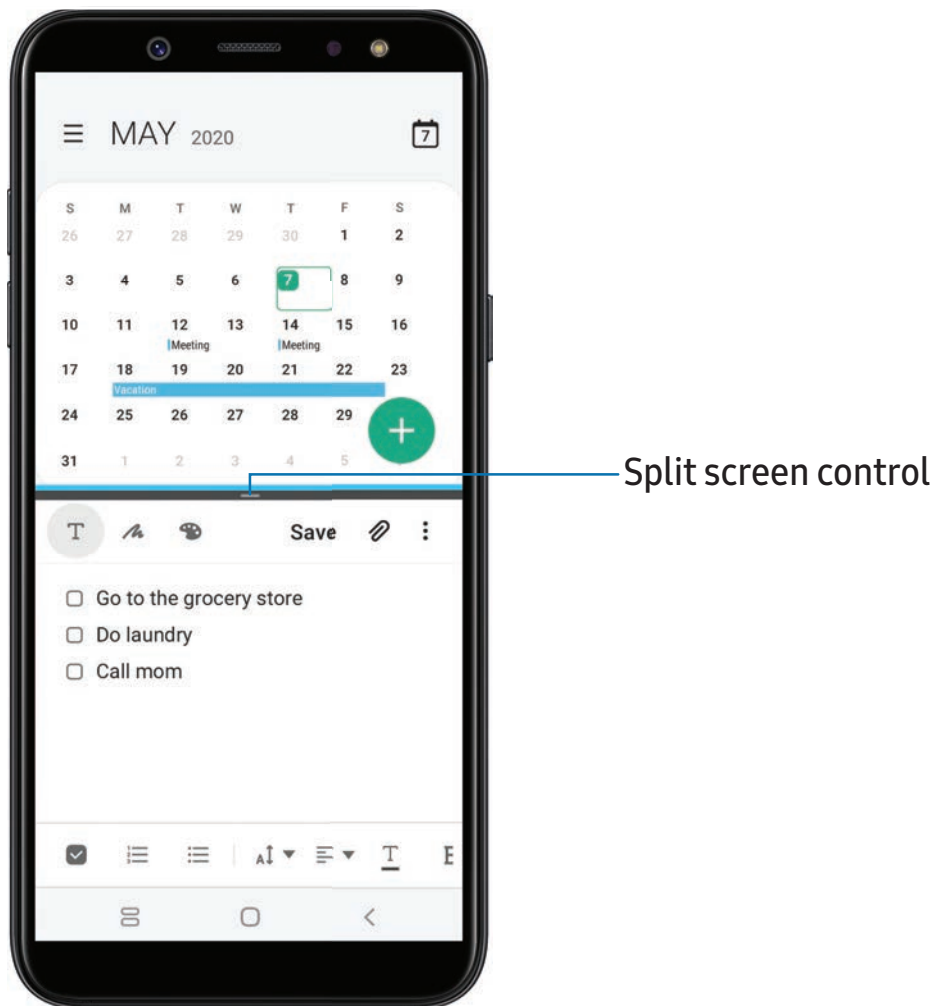 MAY 2020
7
S M T W T F S
26 27 28 29 30 1 2
3 4 5 6 7 8 9
10 11 12 13 14 15 16
Meeting Meeting
17 18 19 20 21 22 23
Vacation
24 25 26 27 28 29
31 1 2 3 4 5
Split screen control
T Save
Go to the grocery store
Do laundry
Call mom
A T